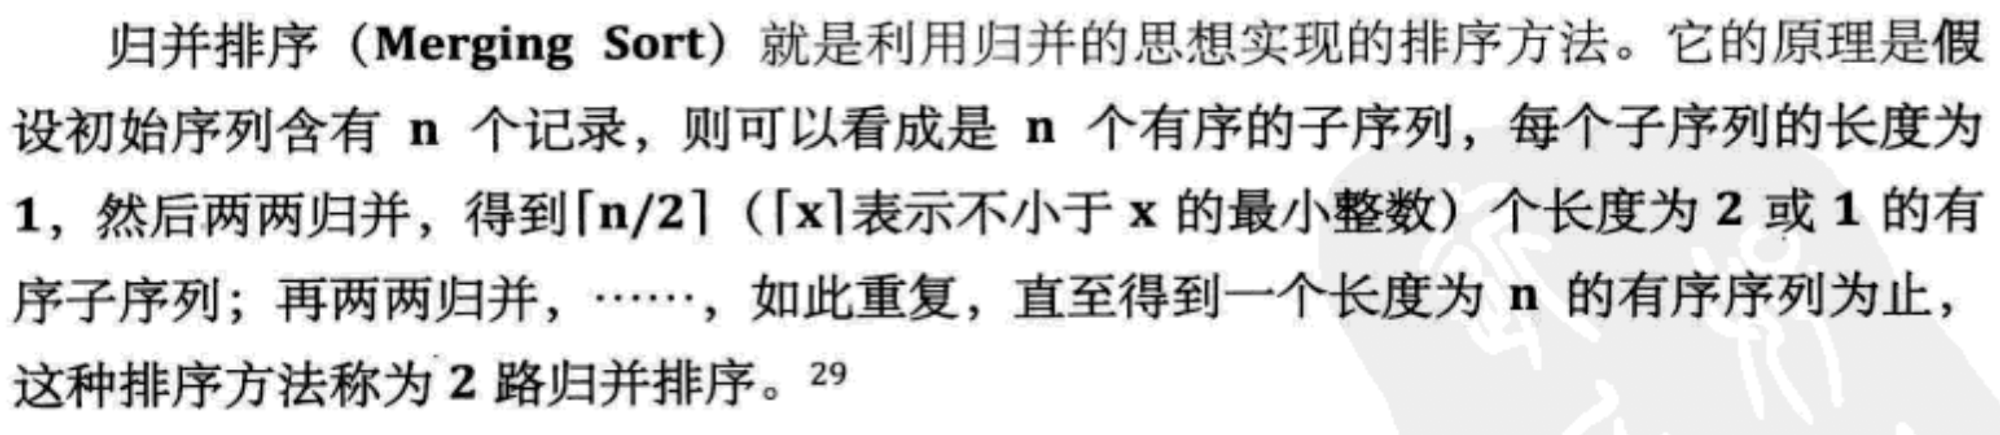 归并排序（Merging Sort）就是利用归并的思想实现的排序方法。它的原理是假
设初始序列含有 n 个记录，则可以看成是 n 个有序的子序列，每个子序列的长度为
1，然后两两归并，得到⌈n/2⌉（⌈x⌉表示不小于 x 的最小整数）个长度为 2 或 1 的有
序子序列；再两两归并，……，如此重复，直至得到一个长度为 n 的有序序列为止，
这种排序方法称为 2 路归并排序。29